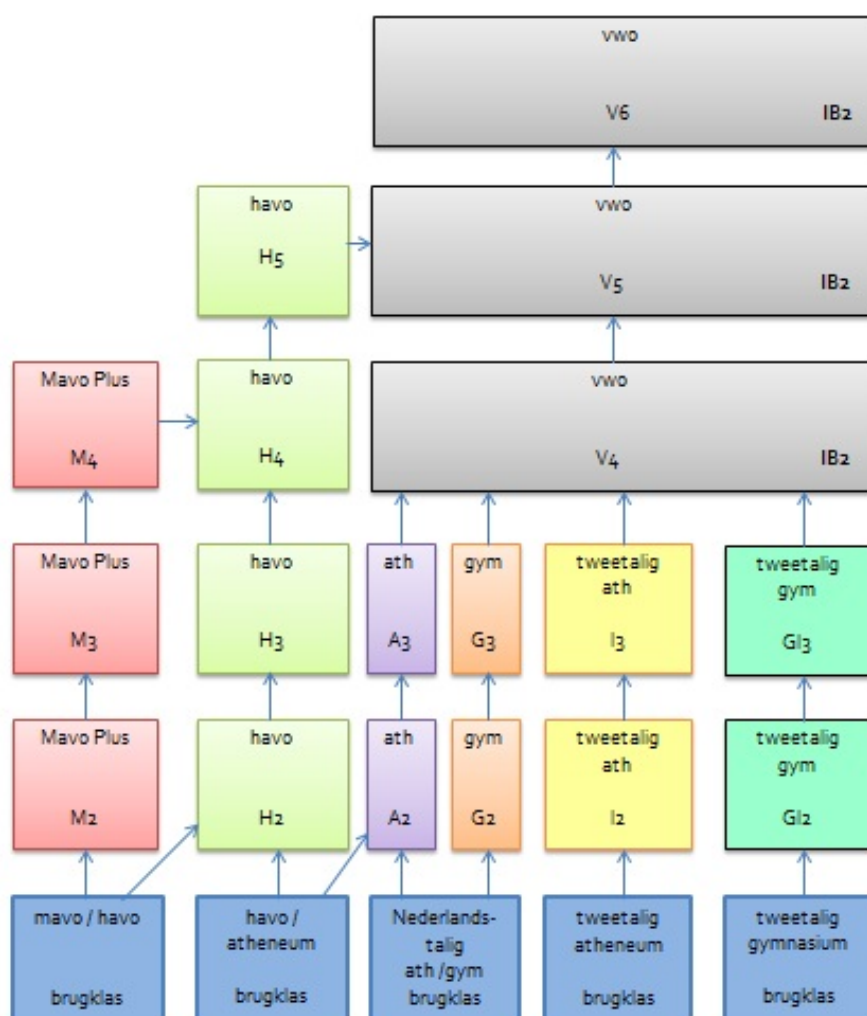 vwo
V6 IB2
havo
H5
vwo
V5 IB2
Mavo Plus
M4
havo
H4
vwo
V4 IB2
Mavo Plus
M3
havo
H3
ath
A3
gym
G3
tweetalig
ath
I3
tweetalig
gym
GI3
Mavo Plus
M2
havo
H2
ath
A2
gym
G2
tweetalig
ath
I2
tweetalig
gym
GI2
mavo / havo
brugklas
havo /
atheneum
brugklas
Nederlands-
talig
ath /gym
brugklas
tweetalig
atheneum
brugklas
tweetalig
gymnasium
brugklas